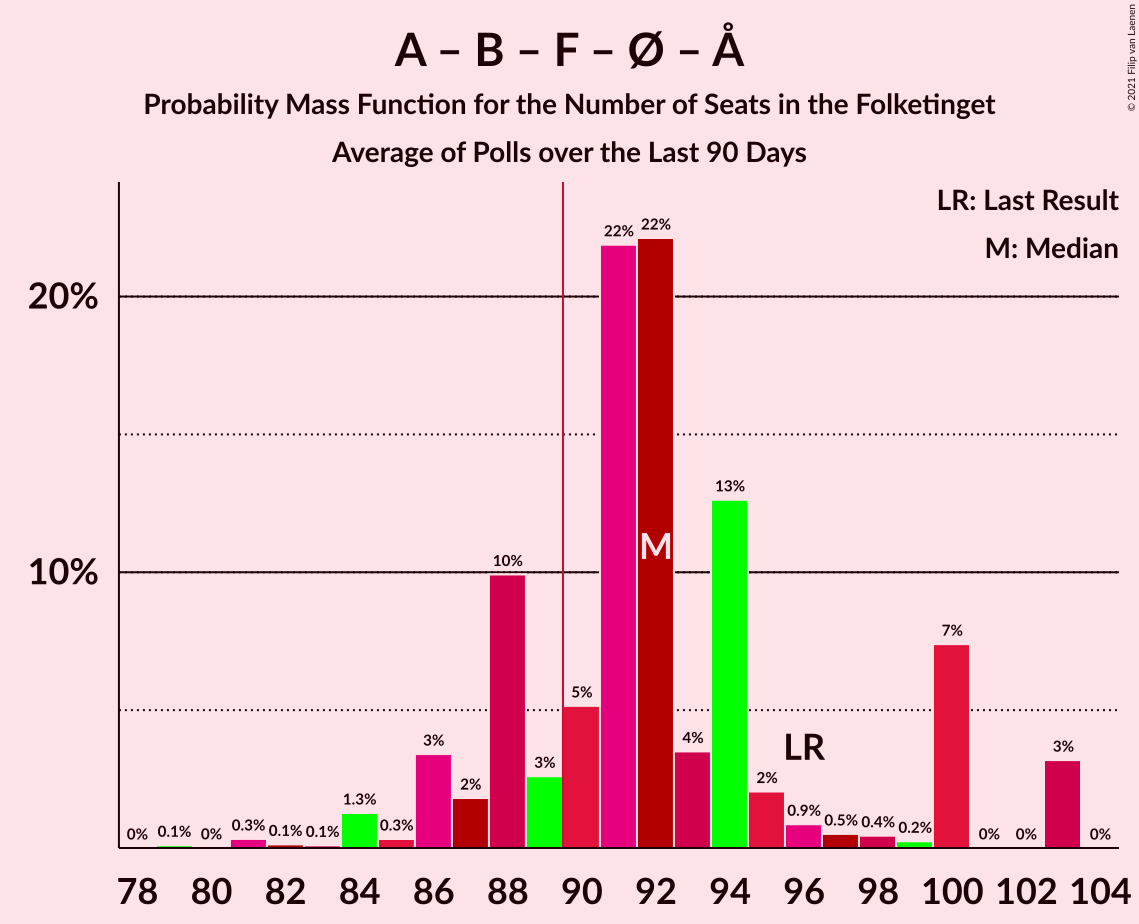 A – B – F – Ø – Å
Probability Mass Function for the Number of Seats in the Folketinget
Average of Polls over the Last 90 Days
© 2021 Filip van Laenen
LR: Last Result
M: Median
20%
10%
0% 0.1% 0% 0.3% 0.1% 0.1% 1.3% 0.3% 3% 2% 10% 3% 5% 22% 22% 4% 13% 2% 0.9% 0.5% 0.4% 0.2% 7% 0% 0% 3% 0%
M
LR
78 80 82 84 86 88 90 92 94 96 98 100 102 104